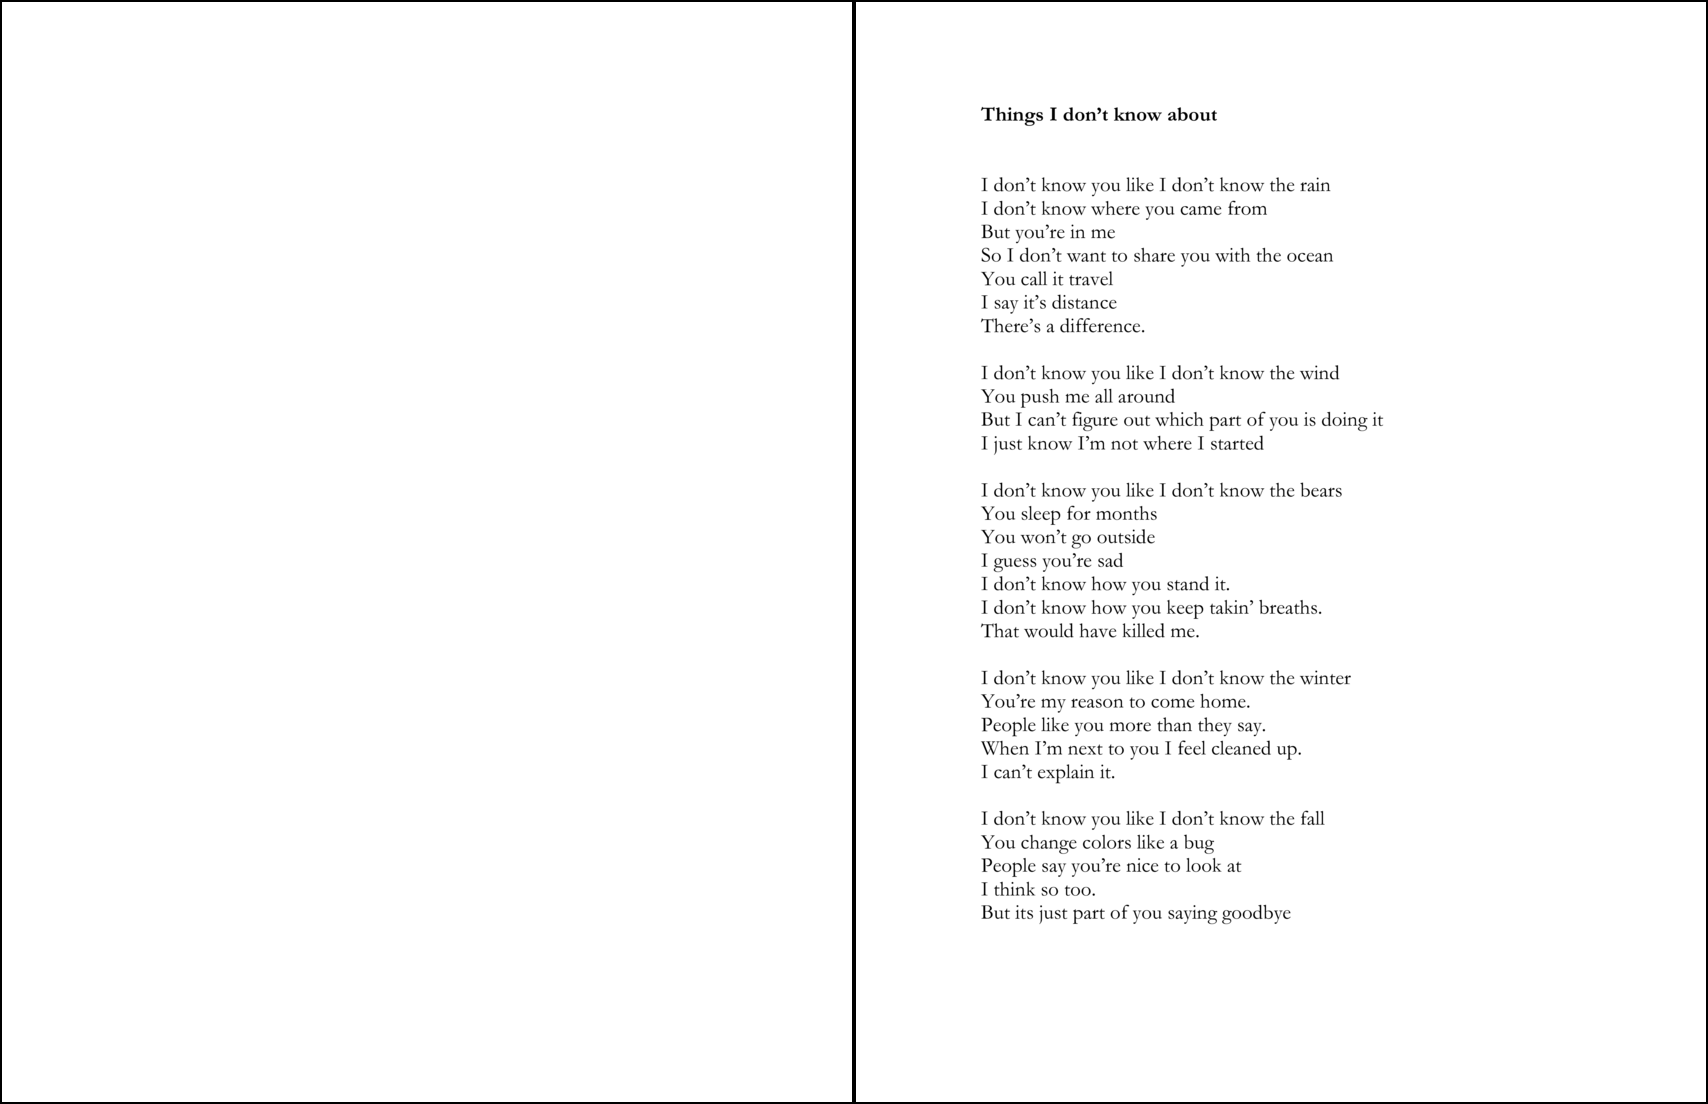 Things I don’t know about
I don’t know you like I don’t know the rain
I don’t know where you came from
But you’re in me
So I don’t want to share you with the ocean
You call it travel
I say it’s distance
There’s a difference.
I don’t know you like I don’t know the wind
You push me all around
But I can’t figure out which part of you is doing it
I just know I’m not where I started
I don’t know you like I don’t know the bears
You sleep for months
You won’t go outside
I guess you’re sad
I don’t know how you stand it.
I don’t know how you keep takin’ breaths.
That would have killed me.
I don’t know you like I don’t know the winter
You’re my reason to come home.
People like you more than they say.
When I’m next to you I feel cleaned up.
I can’t explain it.
I don’t know you like I don’t know the fall
You change colors like a bug
People say you’re nice to look at
I think so too.
But its just part of you saying goodbye